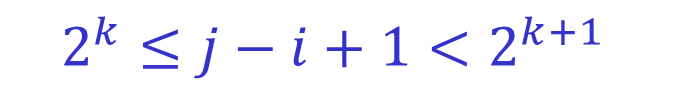 2^k ≤ j − i + 1 < 2^{k+1}